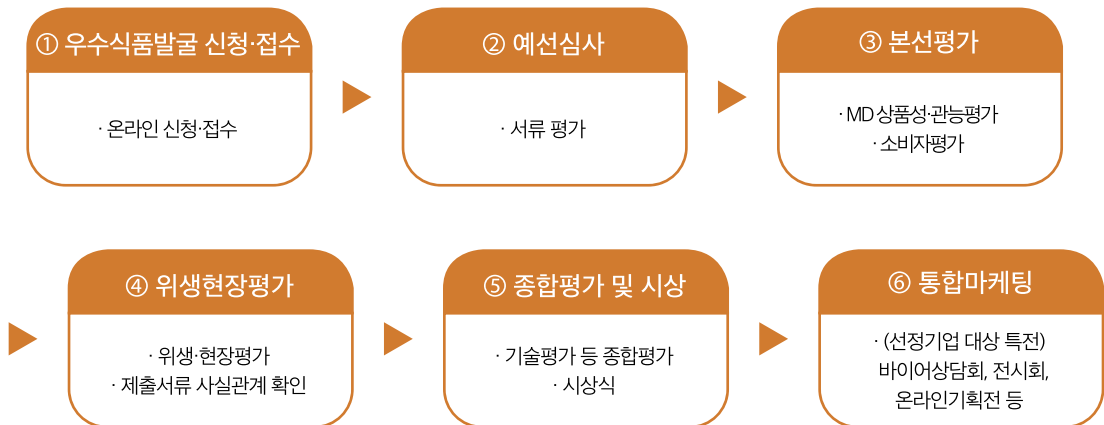 ① 우수식품발굴 신청·접수
· 온라인 신청·접수
② 예선심사
· 서류 평가
③ 본선평가
· MD 상품성·관능평가
· 소비자평가
④ 위생현장평가
· 위생·현장평가
· 제출서류 사실관계 확인
⑤ 종합평가 및 시상
· 기술평가 등 종합평가
· 시상식
⑥ 통합마케팅
· (선정기업 대상 특전)
바이어상담회, 전시회,
온라인기획전 등